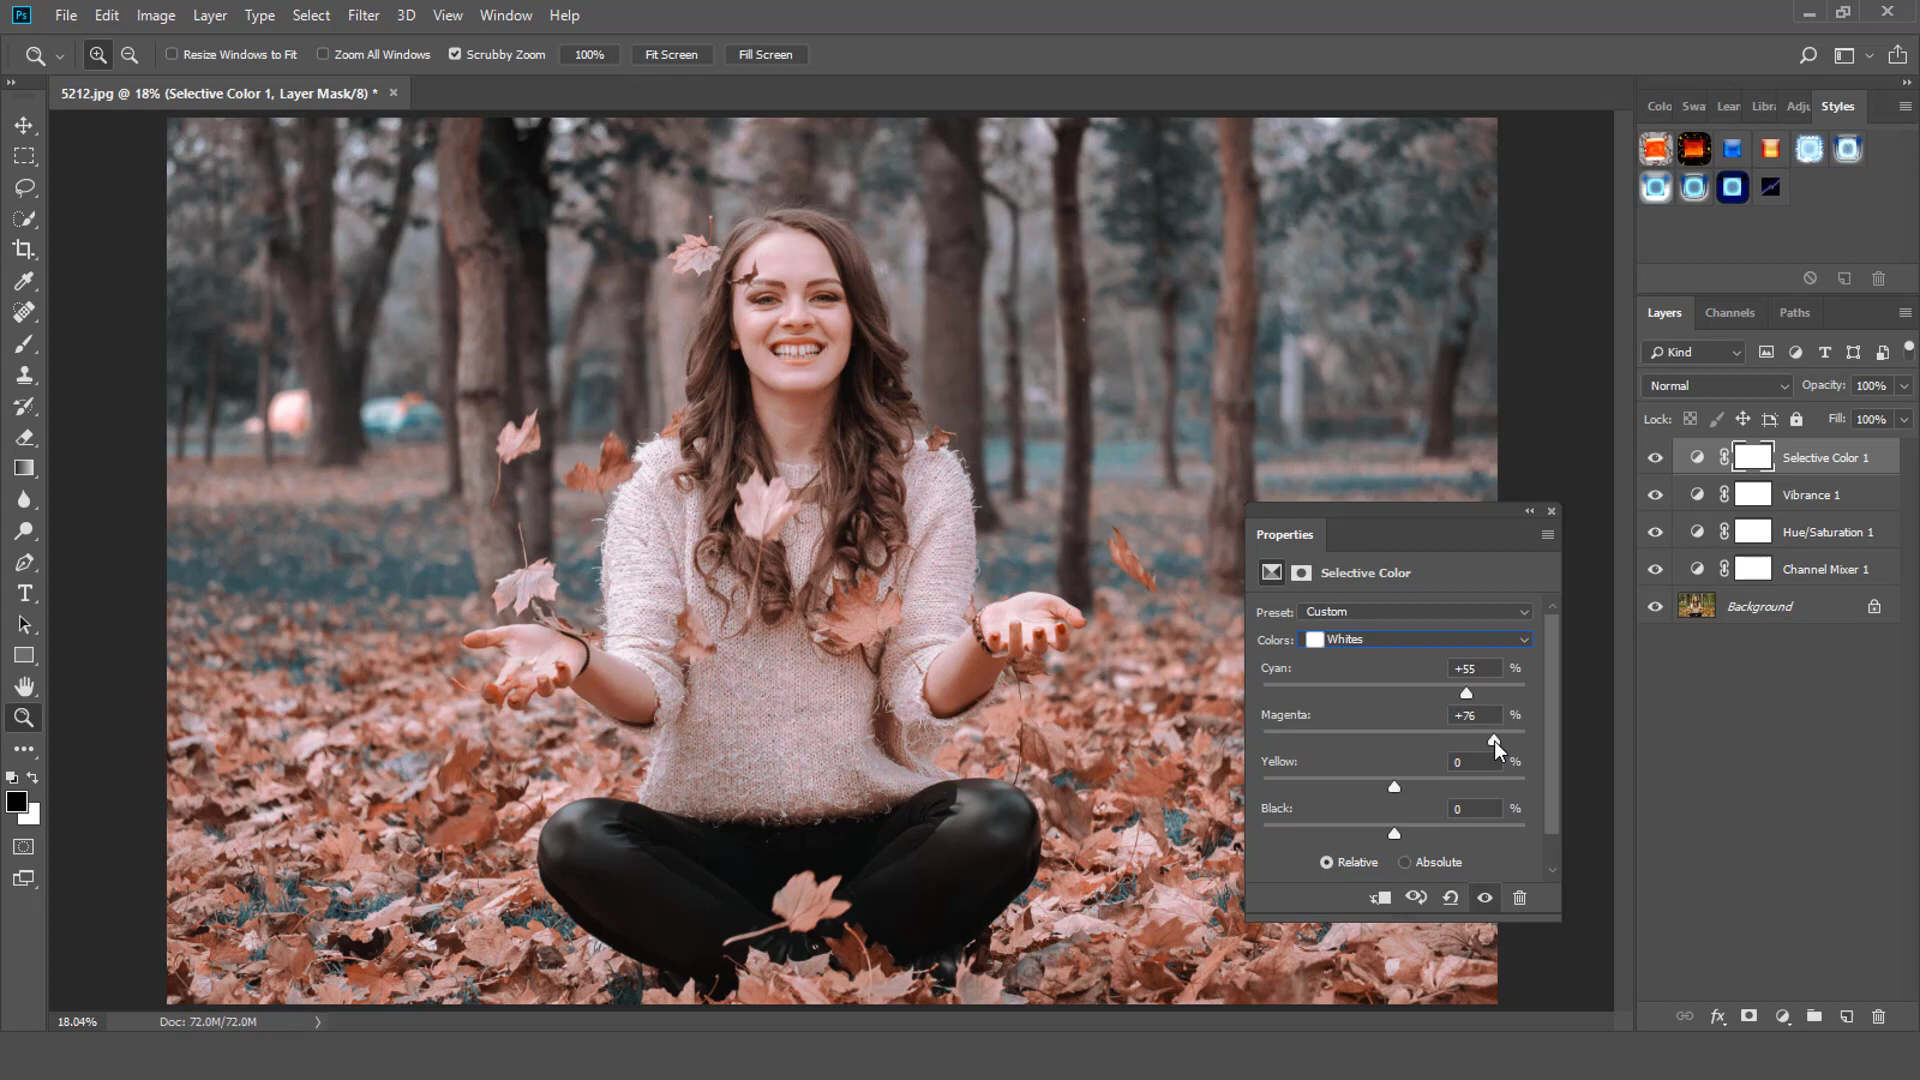 Ps File Edit Image Layer Type Select Filter 3D View Window Help
Resize Windows to Fit Zoom All Windows Scrubby Zoom 100% Fit Screen Fill Screen
5212.jpg @ 18% (Selective Color 1, Layer Mask/8) *
Colo Swa Lear Libra Adju Styles
Layers Channels Paths
Kind
Normal Opacity: 100%
Lock: Fill: 100%
Selective Color 1
Vibrance 1
Hue/Saturation 1
Channel Mixer 1
Background
Properties
Selective Color
Preset: Custom
Colors: Whites
Cyan: +55 %
Magenta: +76 %
Yellow: 0 %
Black: 0 %
Relative Absolute
18.04% Doc: 72.0M/72.0M
fx